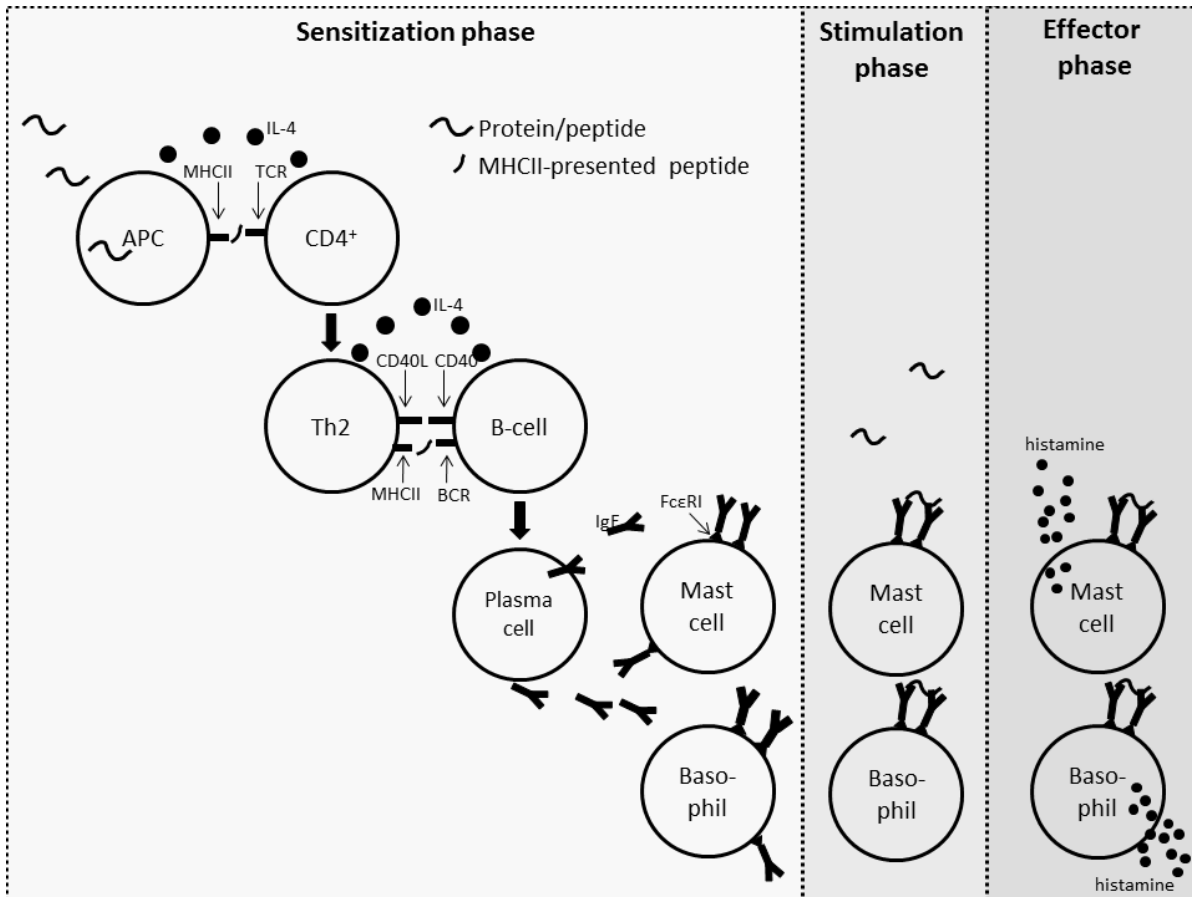 Sensitization phase
Stimulation
phase
Effector
phase
IL-4
Protein/peptide
MHCII-presented peptide
MHCII
TCR
APC
CD4⁺
IL-4
CD40L
CD40
Th2
B-cell
MHCII
BCR
IgE
FcεRI
Plasma
cell
Mast
cell
Baso-
phil
Mast
cell
Baso-
phil
histamine
Mast
cell
Baso-
phil
histamine